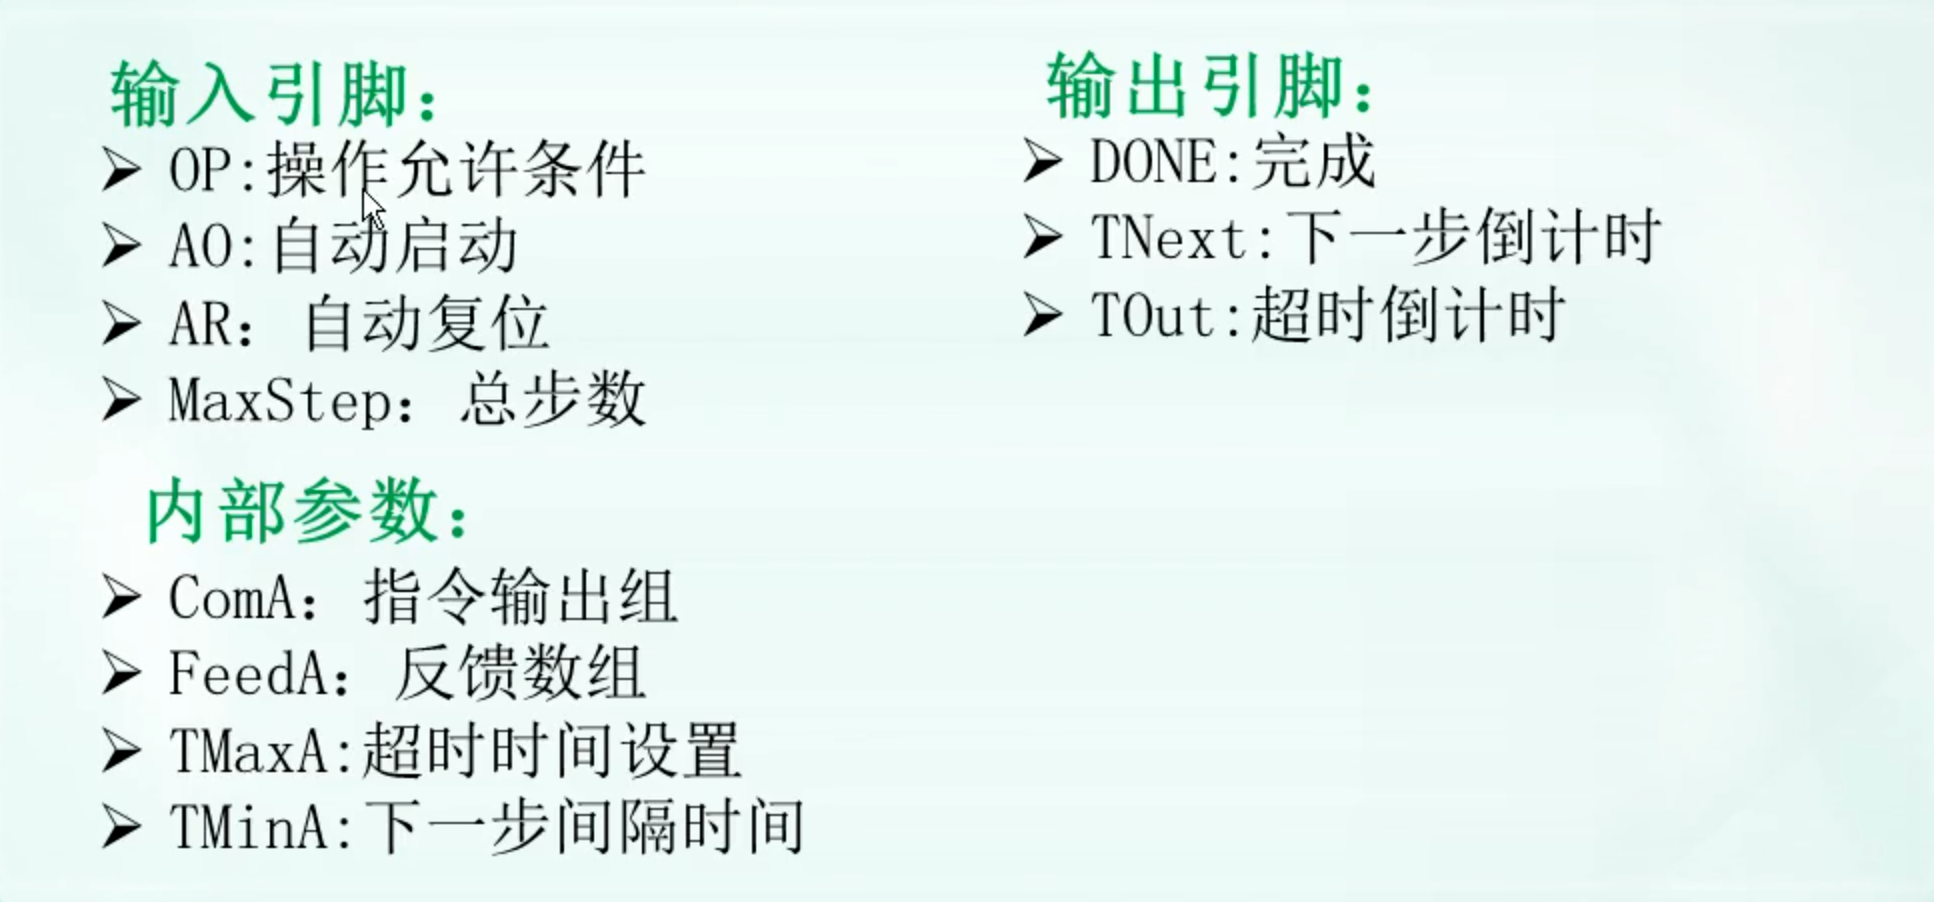 输入引脚：
➢ OP:操作允许条件
➢ AO:自动启动
➢ AR：自动复位
➢ MaxStep：总步数
内部参数：
➢ ComA：指令输出组
➢ FeedA：反馈数组
➢ TMaxA:超时时间设置
➢ TMinA:下一步间隔时间
输出引脚：
➢ DONE:完成
➢ TNext:下一步倒计时
➢ TOut:超时倒计时